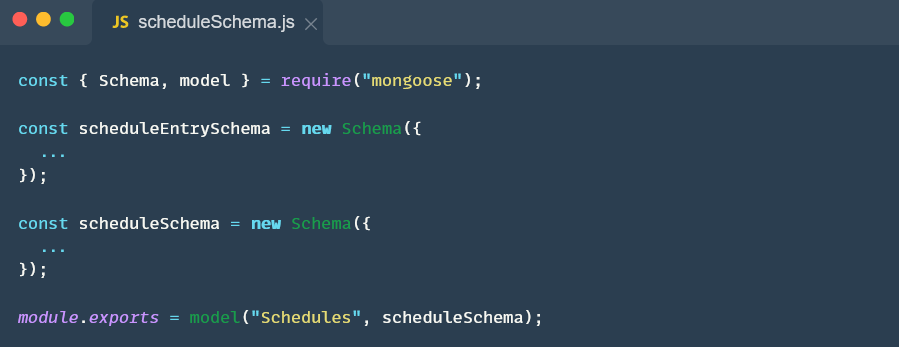 JS scheduleSchema.js
const { Schema, model } = require("mongoose");
const scheduleEntrySchema = new Schema({
...
});
const scheduleSchema = new Schema({
...
});
module.exports = model("Schedules", scheduleSchema);